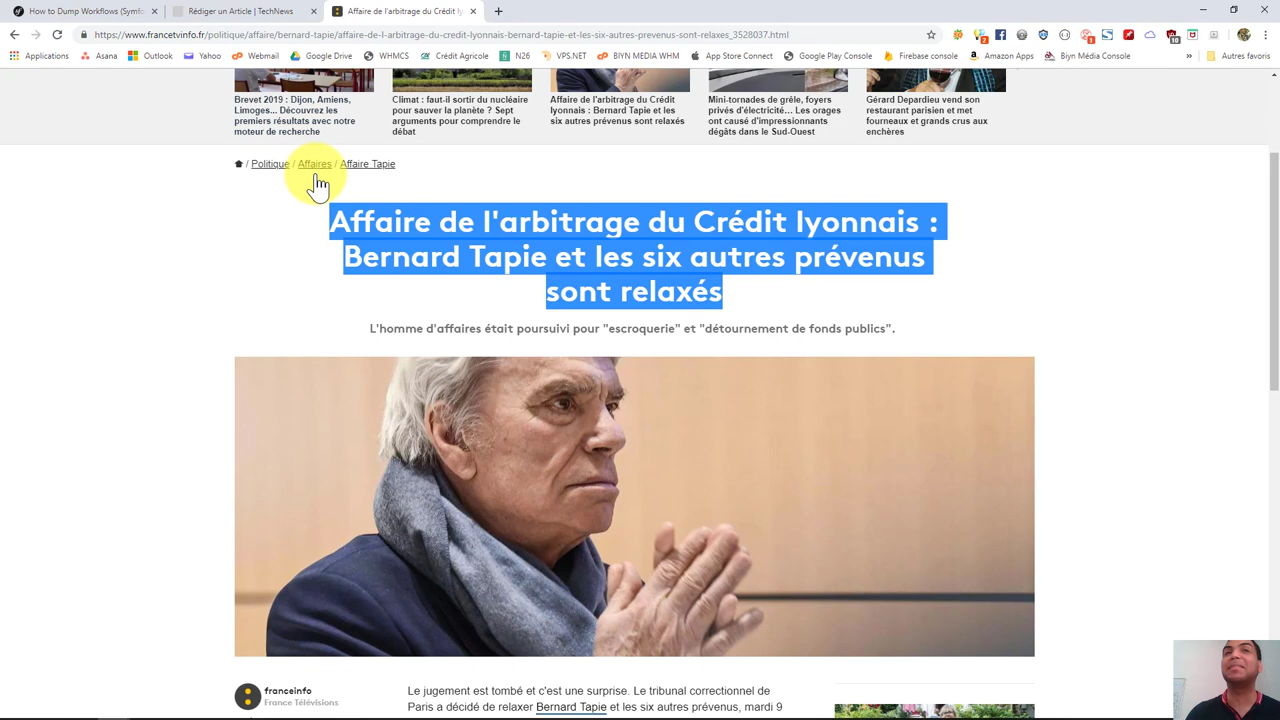 How to Dump Workflows (Symfo
Rédiger un Article | TechNews
Affaire de l'arbitrage du Crédit ly
https://www.francetvinfo.fr/politique/affaire/bernard-tapie/affaire-de-l-arbitrage-du-credit-lyonnais-bernard-tapie-et-les-six-autres-prevenus-sont-relaxes_3528037.html
Applications
Asana
Outlook
Yahoo
Webmail
Google Drive
WHMCS
Crédit Agricole
N26
VPS.NET
BIYN MEDIA WHM
App Store Connect
Google Play Console
Firebase console
Amazon Apps
Biyn Média Console
»
Autres favoris
Brevet 2019 : Dijon, Amiens,
Limoges... Découvrez les
premiers résultats avec notre
moteur de recherche
Climat : faut-il sortir du nucléaire
pour sauver la planète ? Sept
arguments pour comprendre le
débat
Affaire de l'arbitrage du Crédit
lyonnais : Bernard Tapie et les
six autres prévenus sont relaxés
Mini-tornades de grêle, foyers
privés d'électricité… Les orages
ont causé d'impressionnants
dégâts dans le Sud-Ouest
Gérard Depardieu vend son
restaurant parisien et met
fourneaux et grands crus aux
enchères
/ Politique / Affaires / Affaire Tapie
Affaire de l'arbitrage du Crédit lyonnais :
Bernard Tapie et les six autres prévenus
sont relaxés
L'homme d'affaires était poursuivi pour "escroquerie" et "détournement de fonds publics".
franceinfo
France Télévisions
Le jugement est tombé et c'est une surprise. Le tribunal correctionnel de
Paris a décidé de relaxer Bernard Tapie et les six autres prévenus, mardi 9